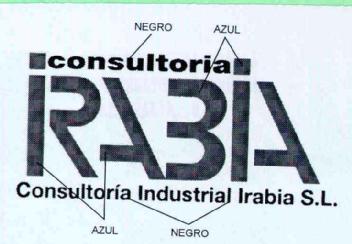 NEGRO AZUL
consultoria
iRABiA
Consultoría Industrial Irabia S.L.
AZUL NEGRO